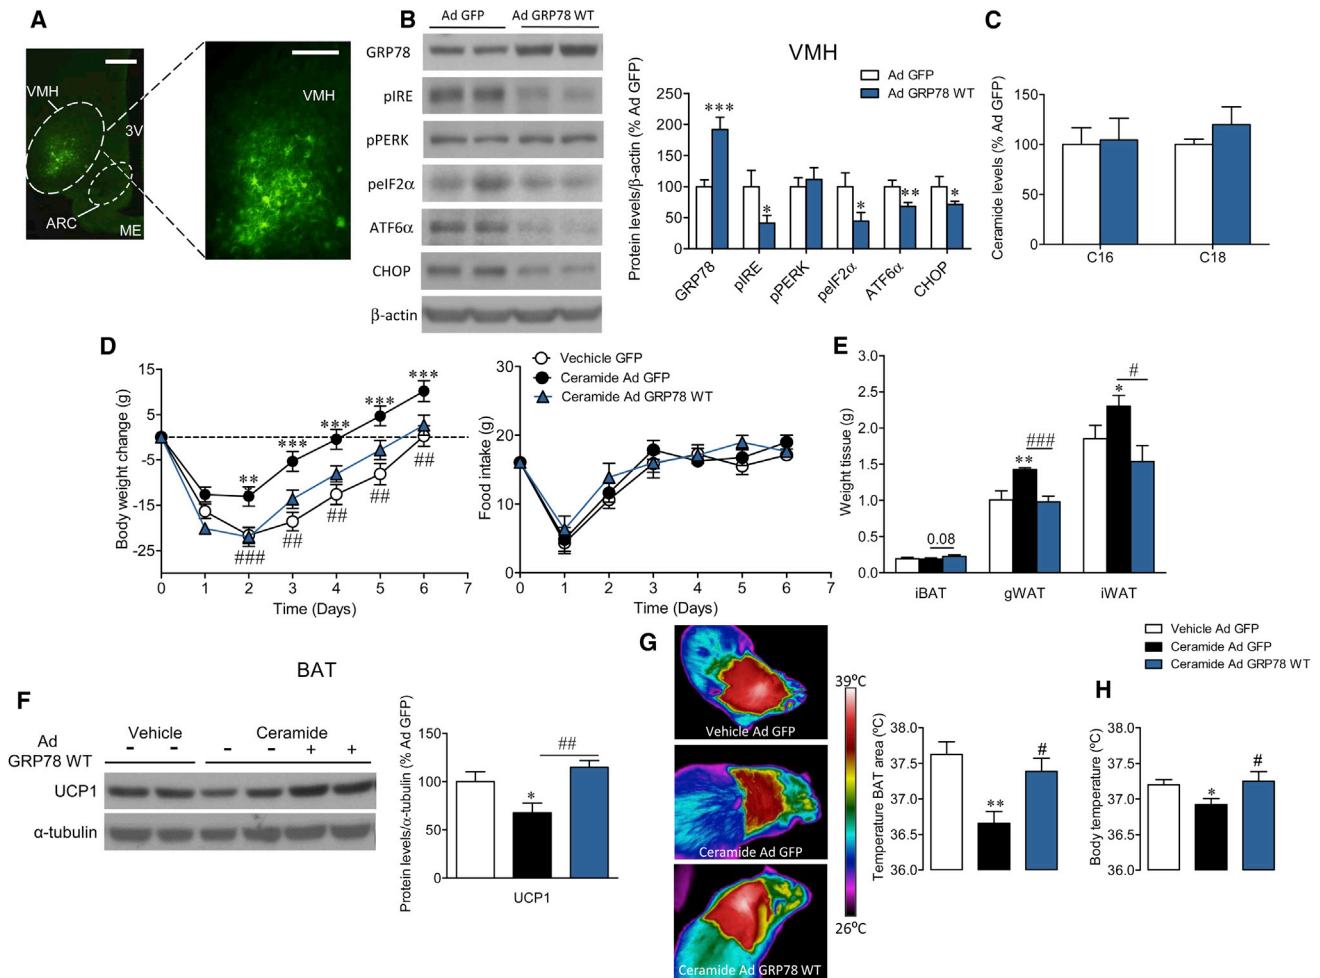 A
VMH
3V
ARC
ME
VMH
B
Ad GFP
Ad GRP78 WT
GRP78
pIRE
pPERK
peIF2α
ATF6α
CHOP
β-actin
VMH
Ad GFP
Ad GRP78 WT
Protein levels/β-actin (% Ad GFP)
250
200
150
100
50
0
***
*
*
**
*
GRP78
pIRE
pPERK
peIF2α
ATF6α
CHOP
C
Ceramide levels (% Ad GFP)
150
100
50
0
C16
C18
D
Body weight change (g)
15
5
-5
-15
-25
**
***
***
***
***
###
##
##
##
##
0 1 2 3 4 5 6 7
Time (Days)
Vechicle GFP
Ceramide Ad GFP
Ceramide Ad GRP78 WT
Food intake (g)
30
20
10
0
0 1 2 3 4 5 6 7
Time (Days)
E
Weight tissue (g)
3.0
2.5
2.0
1.5
1.0
0.5
0.0
0.08
**
###
*
#
iBAT
gWAT
iWAT
Vehicle Ad GFP
Ceramide Ad GFP
Ceramide Ad GRP78 WT
BAT
F
Vehicle
Ceramide
Ad
GRP78 WT
- - - - + +
UCP1
α-tubulin
Protein levels/α-tubulin (% Ad GFP)
150
100
50
0
*
##
UCP1
G
Vehicle Ad GFP
Ceramide Ad GFP
Ceramide Ad GRP78 WT
39ºC
26ºC
Temperature BAT area (ºC)
38.0
37.5
37.0
36.5
36.0
**
#
H
Body temperature (ºC)
38.0
37.5
37.0
36.5
36.0
*
#